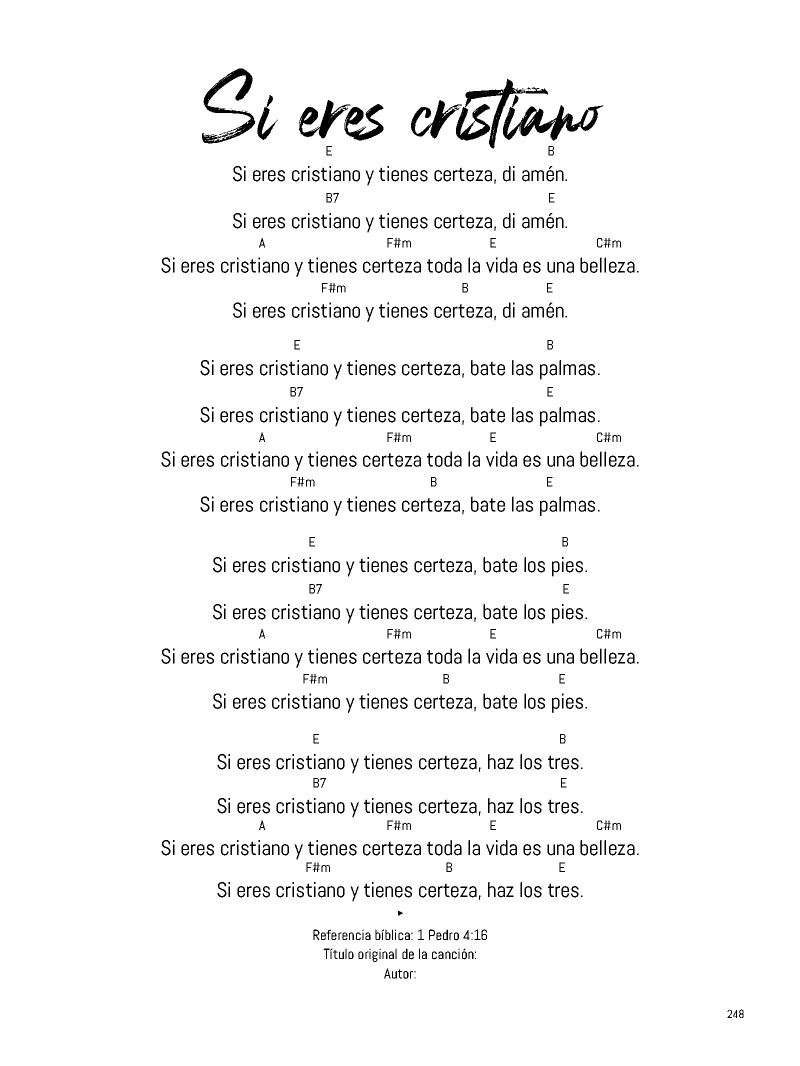 Si eres cristiano
E B
Si eres cristiano y tienes certeza, di amén.
B7 E
Si eres cristiano y tienes certeza, di amén.
A F#m E C#m
Si eres cristiano y tienes certeza toda la vida es una belleza.
F#m B E
Si eres cristiano y tienes certeza, di amén.
E B
Si eres cristiano y tienes certeza, bate las palmas.
B7 E
Si eres cristiano y tienes certeza, bate las palmas.
A F#m E C#m
Si eres cristiano y tienes certeza toda la vida es una belleza.
F#m B E
Si eres cristiano y tienes certeza, bate las palmas.
E B
Si eres cristiano y tienes certeza, bate los pies.
B7 E
Si eres cristiano y tienes certeza, bate los pies.
A F#m E C#m
Si eres cristiano y tienes certeza toda la vida es una belleza.
F#m B E
Si eres cristiano y tienes certeza, bate los pies.
E B
Si eres cristiano y tienes certeza, haz los tres.
B7 E
Si eres cristiano y tienes certeza, haz los tres.
A F#m E C#m
Si eres cristiano y tienes certeza toda la vida es una belleza.
F#m B E
Si eres cristiano y tienes certeza, haz los tres.
Referencia bíblica: 1 Pedro 4:16
Título original de la canción:
Autor:
248